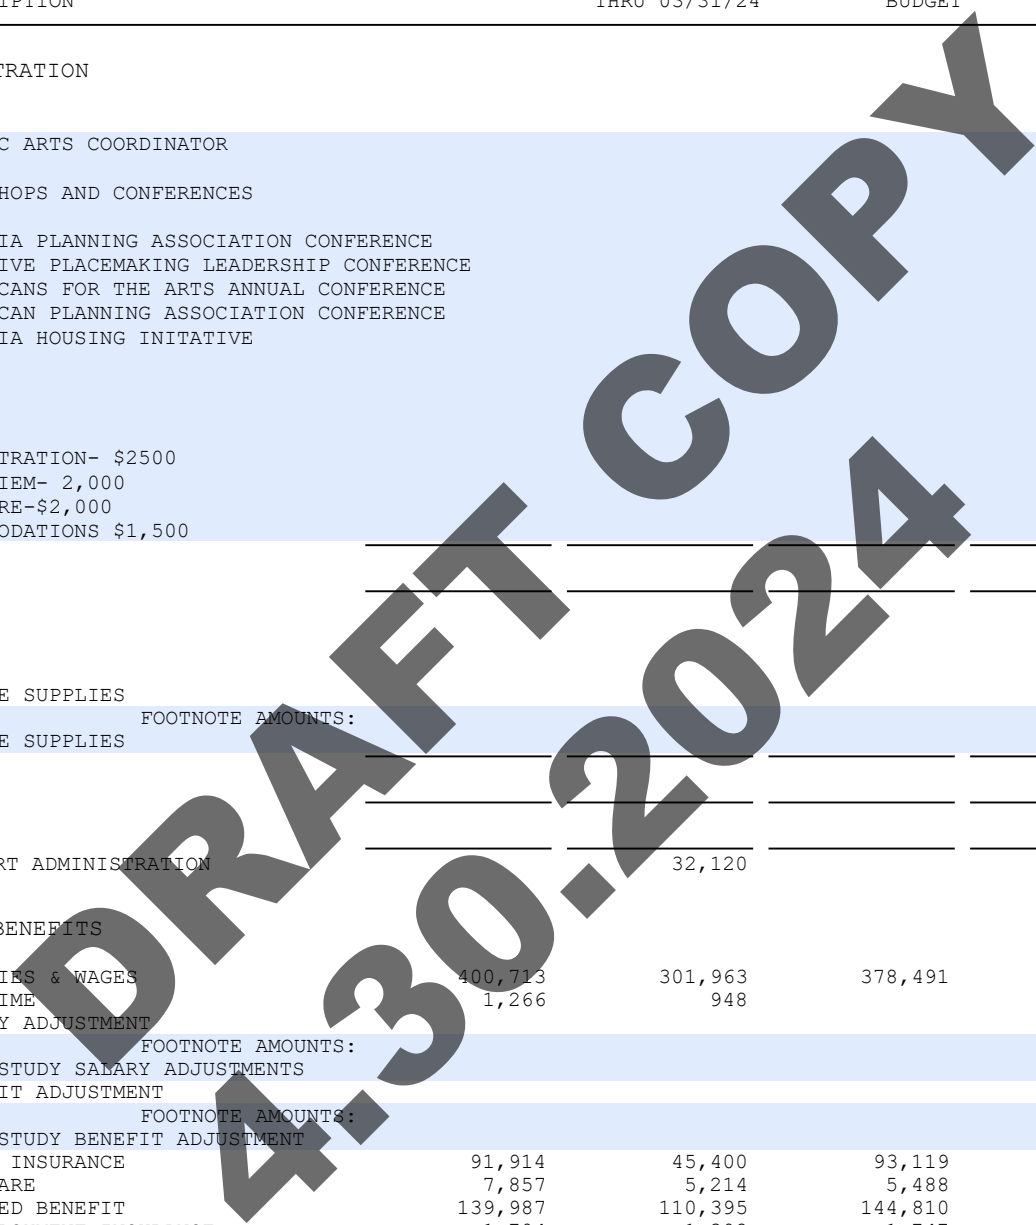 THRU 03/31/24 BUDGET
TRATION
C ARTS COORDINATOR
HOPS AND CONFERENCES
IA PLANNING ASSOCIATION CONFERENCE
IVE PLACEMAKING LEADERSHIP CONFERENCE
CANS FOR THE ARTS ANNUAL CONFERENCE
CAN PLANNING ASSOCIATION CONFERENCE
IA HOUSING INITATIVE
TRATION- $2500
IEM- 2,000
RE-$2,000
ODATIONS $1,500
E SUPPLIES
FOOTNOTE AMOUNTS:
E SUPPLIES
RT ADMINISTRATION 32,120
BENEFITS
IES & WAGES 400,713 301,963 378,491
IME 1,266 948
Y ADJUSTMENT
FOOTNOTE AMOUNTS:
STUDY SALARY ADJUSTMENTS
IT ADJUSTMENT
FOOTNOTE AMOUNTS:
STUDY BENEFIT ADJUSTMENT
INSURANCE 91,914 45,400 93,119
ARE 7,857 5,214 5,488
ED BENEFIT 139,987 110,395 144,810
DRAFT COPY
4.30.2024